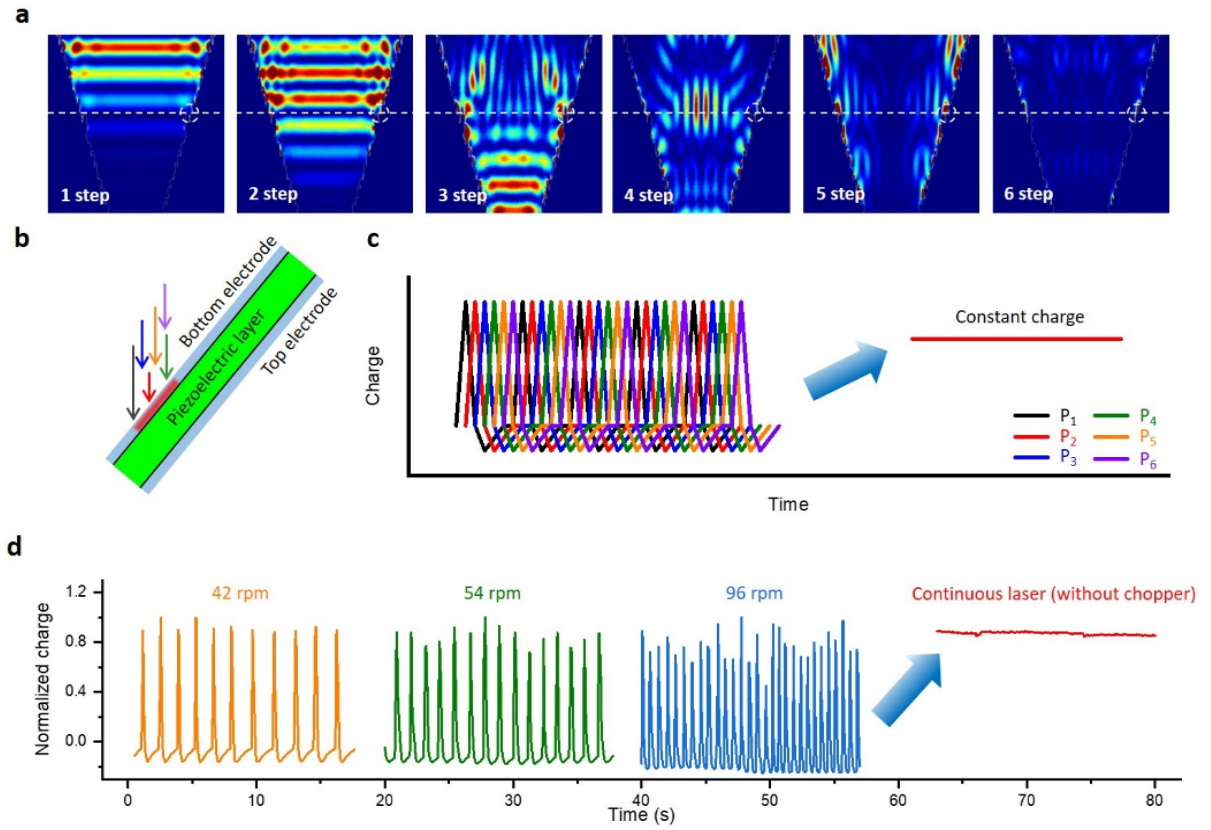 a
1 step
2 step
3 step
4 step
5 step
6 step
b
Bottom electrode
Piezoelectric layer
Top electrode
c
Charge
Constant charge
P1
P4
P2
P5
P3
P6
Time
d
Normalized charge
1.2
0.8
0.4
0.0
42 rpm
54 rpm
96 rpm
Continuous laser (without chopper)
0
10
20
30
40
50
60
70
80
Time (s)